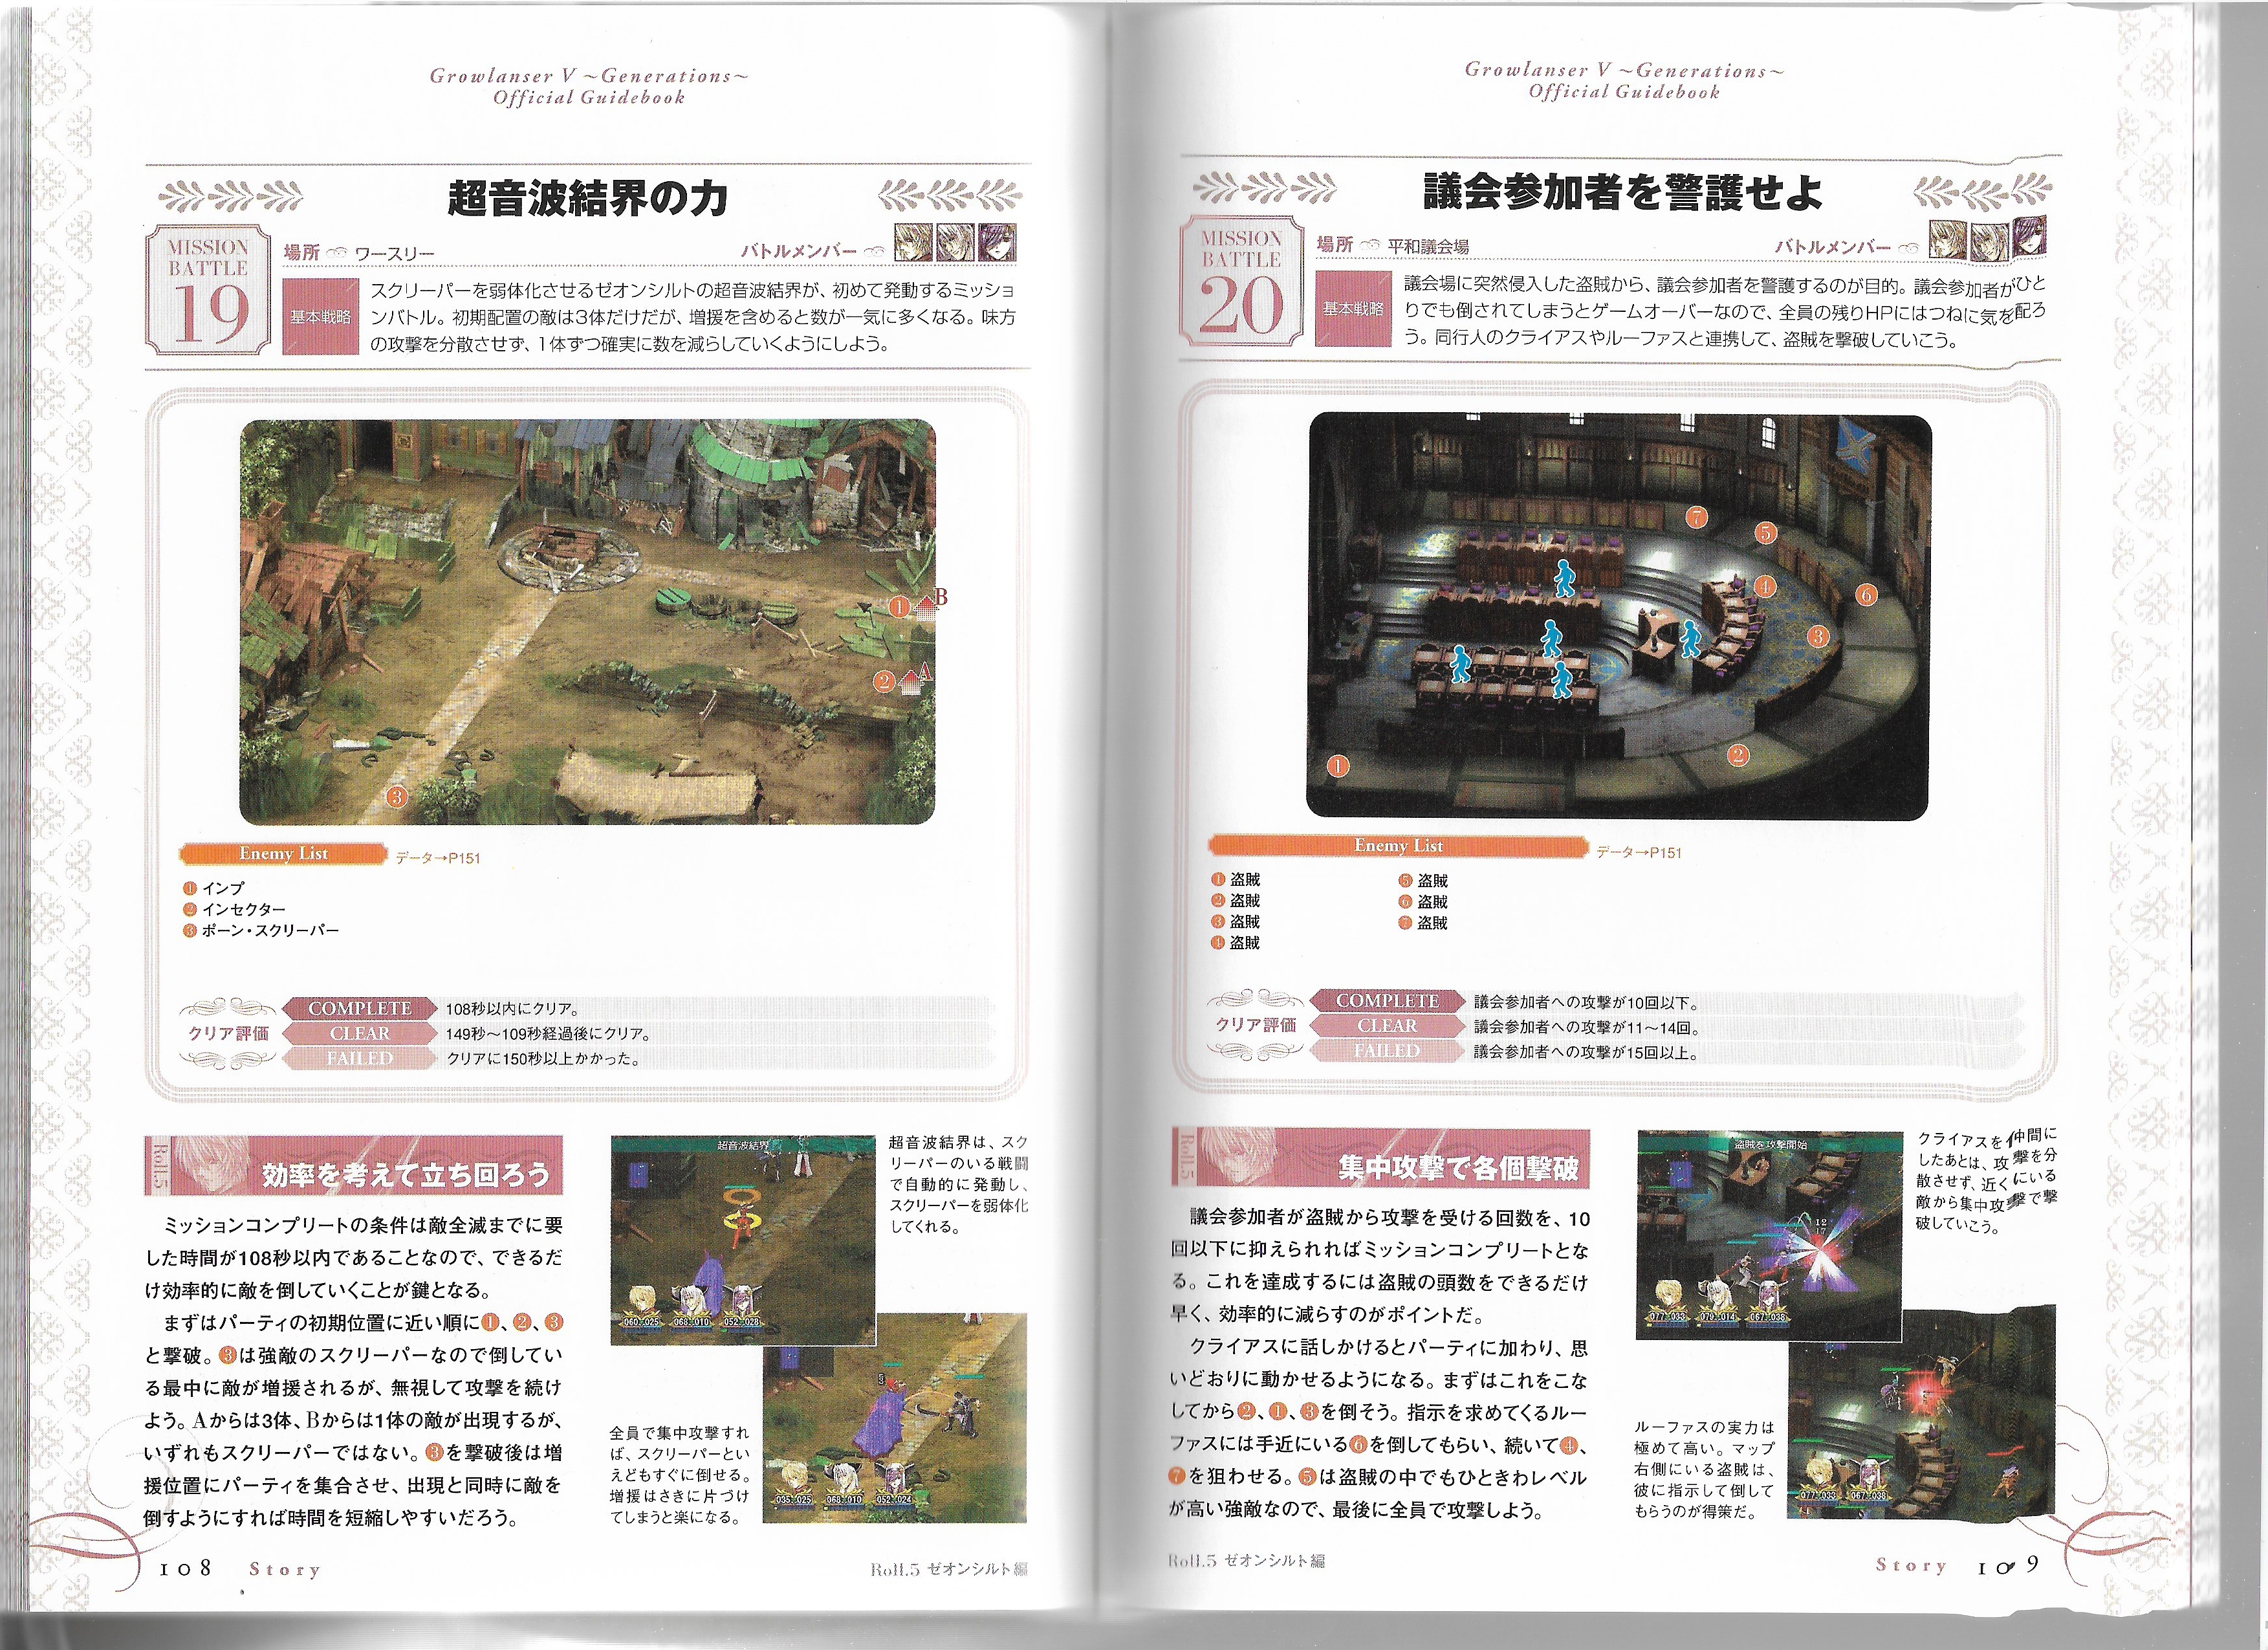 Growlanser V ~Generations~
Official Guidebook
超音波結界の力
MISSION
BATTLE
19
場所 ワースリー
バトルメンバー
基本戦略
スクリーパーを弱体化させるゼオンシルトの超音波結界が、初めて発動するミッショ
ンバトル。初期配置の敵は3体だけだが、増援を含めると数が一気に多くなる。味方
の攻撃を分散させず、1体ずつ確実に数を減らしていくようにしよう。
1
B
2
A
3
Enemy List
データ→P151
1 インプ
2 インセクター
3 ボーン・スクリーパー
クリア評価
COMPLETE 108秒以内にクリア。
CLEAR 149秒～109秒経過後にクリア。
FAILED クリアに150秒以上かかった。
Roll.5
効率を考えて立ち回ろう
ミッションコンプリートの条件は敵全滅までに要
した時間が108秒以内であることなので、できるだ
け効率的に敵を倒していくことが鍵となる。
まずはパーティの初期位置に近い順に1、2、3
と撃破。3は強敵のスクリーパーなので倒してい
る最中に敵が増援されるが、無視して攻撃を続け
よう。Aからは3体、Bからは1体の敵が出現するが、
いずれもスクリーパーではない。3を撃破後は増
援位置にパーティを集合させ、出現と同時に敵を
倒すようにすれば時間を短縮しやすいだろう。
超音波結界
060:025 068:010 052:028
超音波結界は、スク
リーパーのいる戦闘
で自動的に発動し、
スクリーパーを弱体化
してくれる。
全員で集中攻撃すれ
ば、スクリーパーとい
えどもすぐに倒せる。
増援はさきに片づけ
てしまうと楽になる。
035:025 068:010 052:024
108 Story
Roll.5 ゼオンシルト編
Growlanser V ~Generations~
Official Guidebook
議会参加者を警護せよ
MISSION
BATTLE
20
場所 平和議会場
バトルメンバー
基本戦略
議会場に突然侵入した盗賊から、議会参加者を警護するのが目的。議会参加者がひと
りでも倒されてしまうとゲームオーバーなので、全員の残りHPにはつねに気を配ろ
う。同行人のクライアスやルーファスと連携して、盗賊を撃破していこう。
7
5
4
6
3
2
1
Enemy List
データ→P151
1 盗賊
2 盗賊
3 盗賊
4 盗賊
5 盗賊
6 盗賊
7 盗賊
クリア評価
COMPLETE 議会参加者への攻撃が10回以下。
CLEAR 議会参加者への攻撃が11～14回。
FAILED 議会参加者への攻撃が15回以上。
Roll.5
集中攻撃で各個撃破
議会参加者が盗賊から攻撃を受ける回数を、10
回以下に抑えられればミッションコンプリートとな
る。これを達成するには盗賊の頭数をできるだけ
早く、効率的に減らすのがポイントだ。
クライアスに話しかけるとパーティに加わり、思
いどおりに動かせるようになる。まずはこれをこな
してから2、1、3を倒そう。指示を求めてくるルー
ファスには手近にいる6を倒してもらい、続いて4、
7を狙わせる。5は盗賊の中でもひときわレベル
が高い強敵なので、最後に全員で攻撃しよう。
盗賊を攻撃開始
12
17
077:033 070:014 067:038
クライアスを仲間に
したあとは、攻撃を分
散させず、近くにいる
敵から集中攻撃で撃
破していこう。
ルーファスの実力は
極めて高い。マップ
右側にいる盗賊は、
彼に指示して倒して
もらうのが得策だ。
077:033 067:038
Roll.5 ゼオンシルト編
Story 109